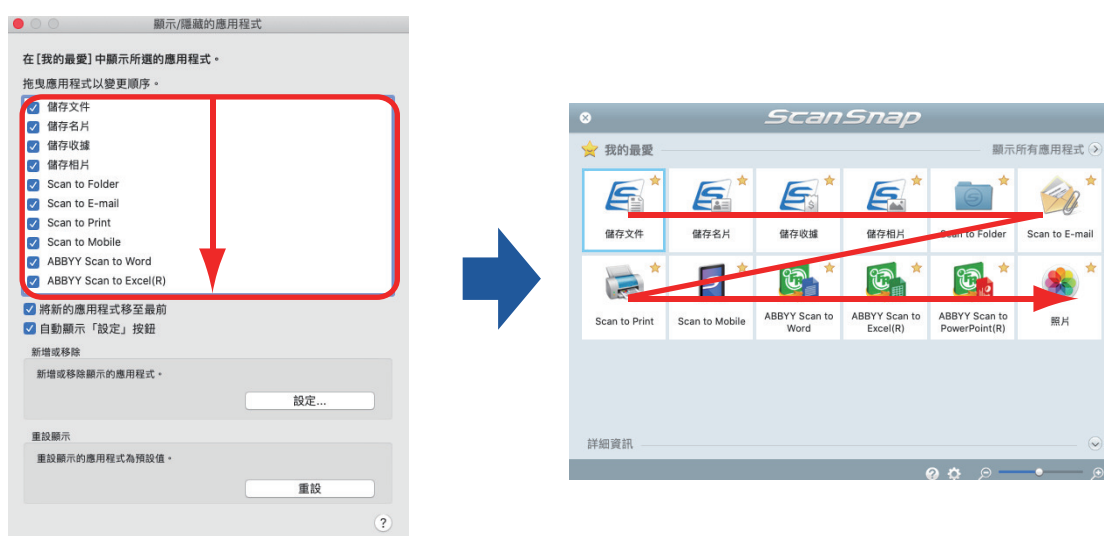 顯示/隱藏的應用程式
在[我的最愛]中顯示所選的應用程式。
拖曳應用程式以變更順序。
儲存文件
儲存名片
儲存收據
儲存相片
Scan to Folder
Scan to E-mail
Scan to Print
Scan to Mobile
ABBYY Scan to Word
ABBYY Scan to Excel(R)
將新的應用程式移至最前
自動顯示「設定」按鈕
新增或移除
新增或移除顯示的應用程式。
設定...
重設顯示
重設顯示的應用程式為預設值。
重設
?
ScanSnap
我的最愛
顯示所有應用程式
儲存文件
儲存名片
儲存收據
儲存相片
Scan to Folder
Scan to E-mail
Scan to Print
Scan to Mobile
ABBYY Scan to
Word
ABBYY Scan to
Excel(R)
ABBYY Scan to
PowerPoint(R)
照片
詳細資訊
?